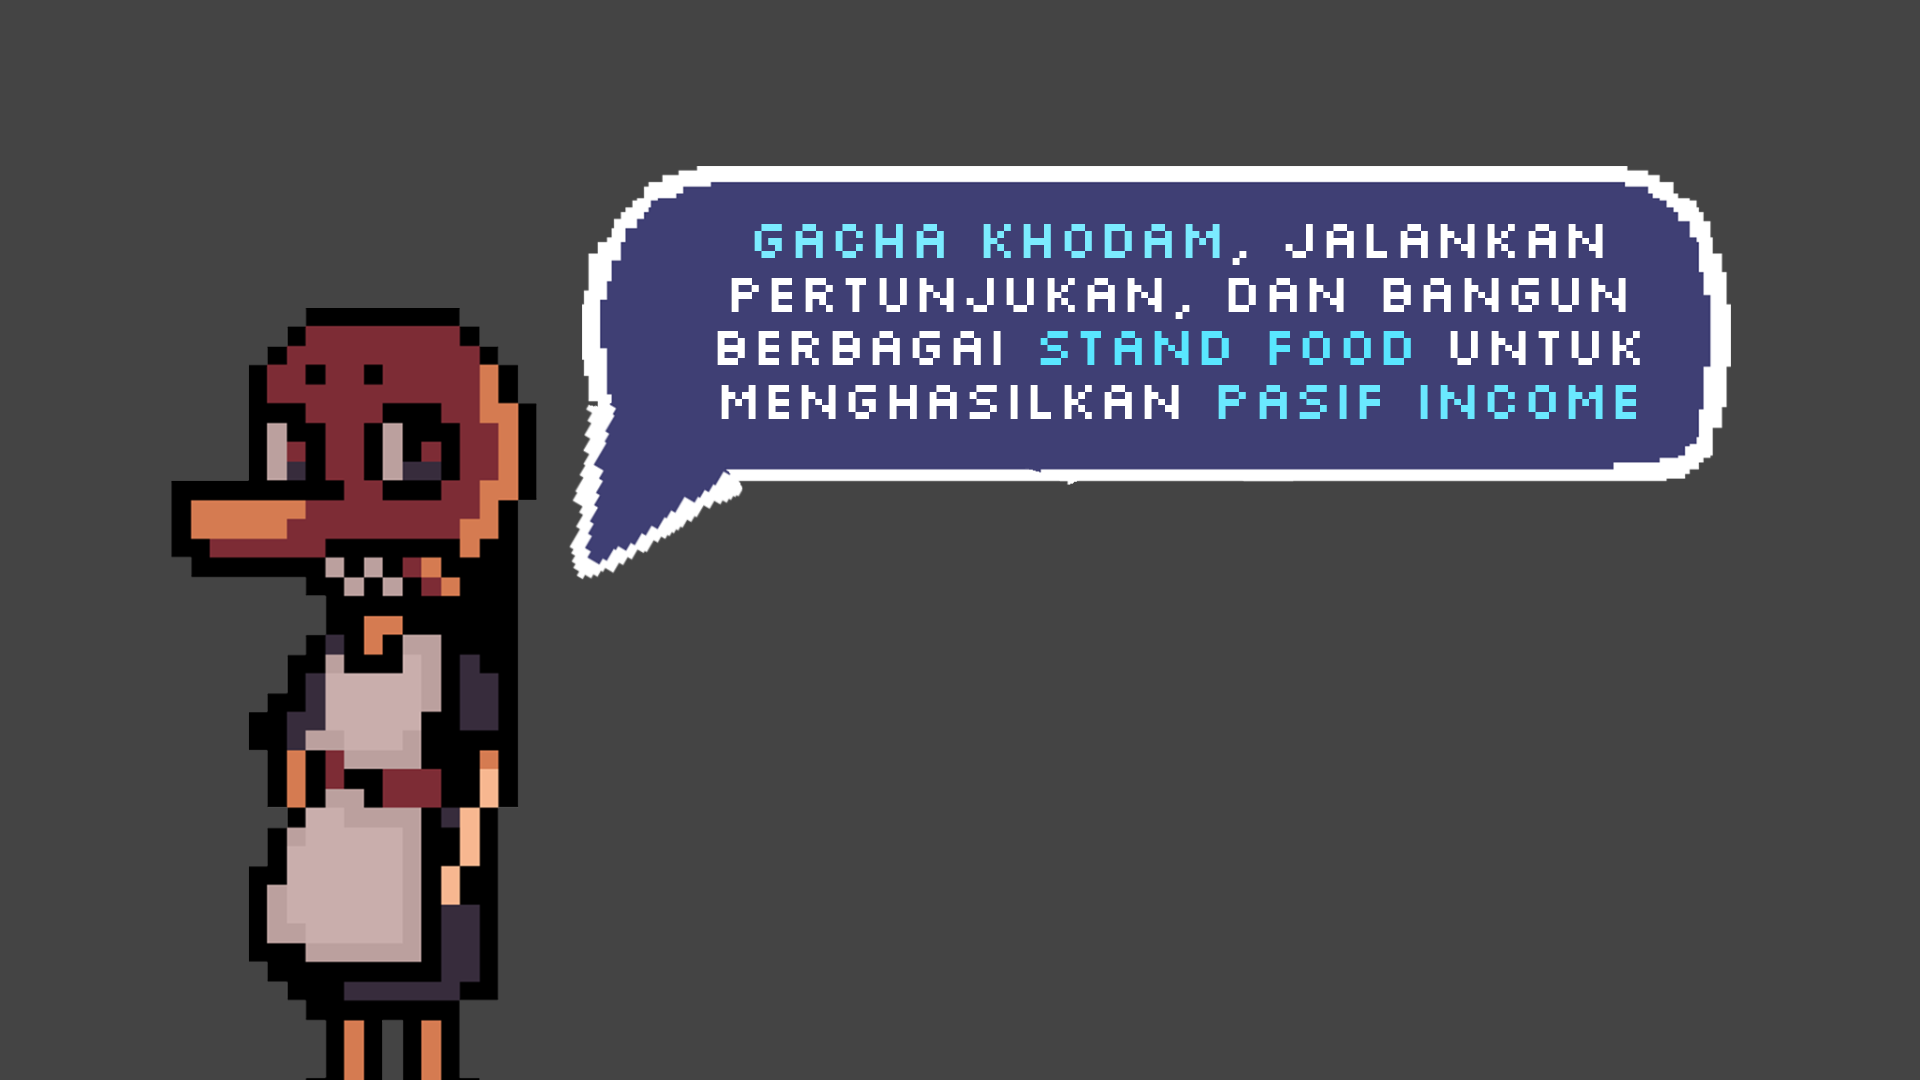 GACHA KHODAM, JALANKAN
PERTUNJUKAN, DAN BANGUN
BERBAGAI STAND FOOD UNTUK
MENGHASILKAN PASIF INCOME